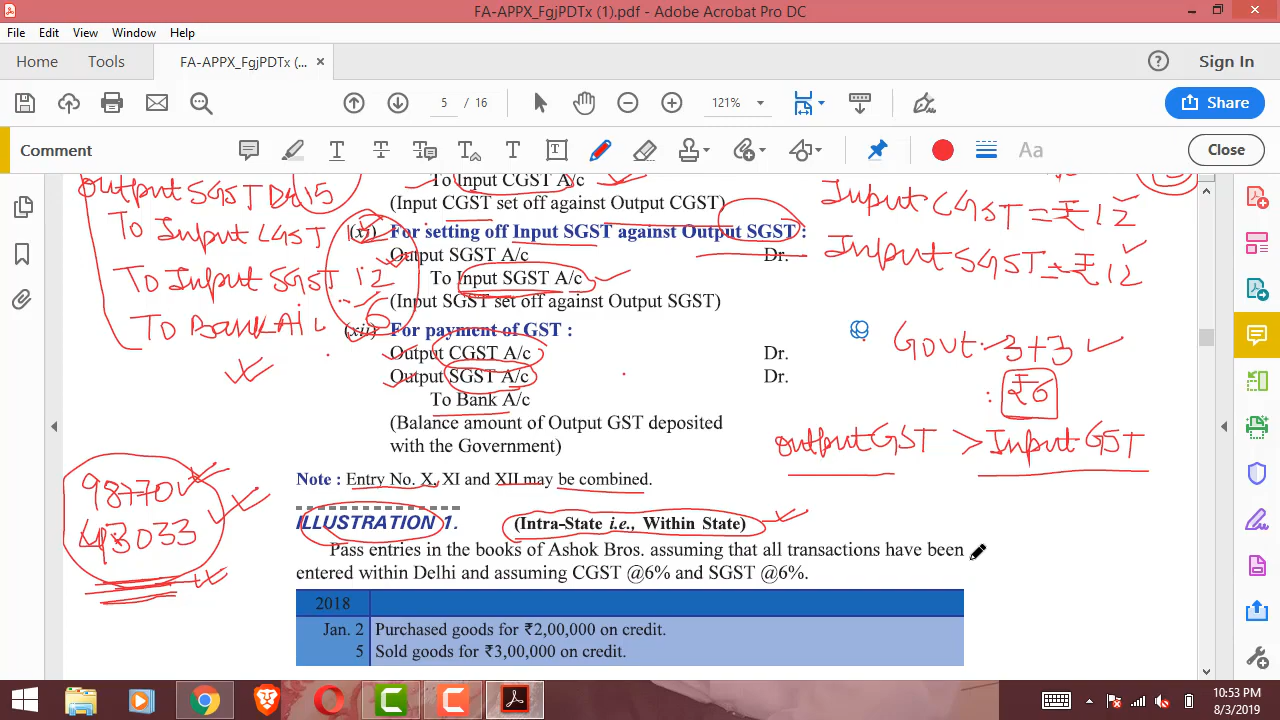 FA-APPX_FgjPDTx (1).pdf - Adobe Acrobat Pro DC
File Edit View Window Help
Home Tools FA-APPX_FgjPDTx (... × Sign In
5 / 16 121% Share
Comment Aa Close
output SGST Dr. 15
To Input CGST
To Input SGST 12
To Bank A/c 6
To Input CGST A/c
(Input CGST set off against Output CGST)
(xi) For setting off Input SGST against Output SGST :
Output SGST A/c Dr.
To Input SGST A/c
(Input SGST set off against Output SGST)
(xii) For payment of GST :
Output CGST A/c Dr.
Output SGST A/c Dr.
To Bank A/c
(Balance amount of Output GST deposited
with the Government)
Input CGST = ₹12
Input SGST = ₹12
Govt. 3+3
: ₹6
output GST > Input GST
98770
43033
Note : Entry No. X, XI and XII may be combined.
ILLUSTRATION 1. (Intra-State i.e., Within State)
Pass entries in the books of Ashok Bros. assuming that all transactions have been
entered within Delhi and assuming CGST @6% and SGST @6%.
2018
Jan. 2 Purchased goods for ₹2,00,000 on credit.
5 Sold goods for ₹3,00,000 on credit.
10:53 PM
8/3/2019